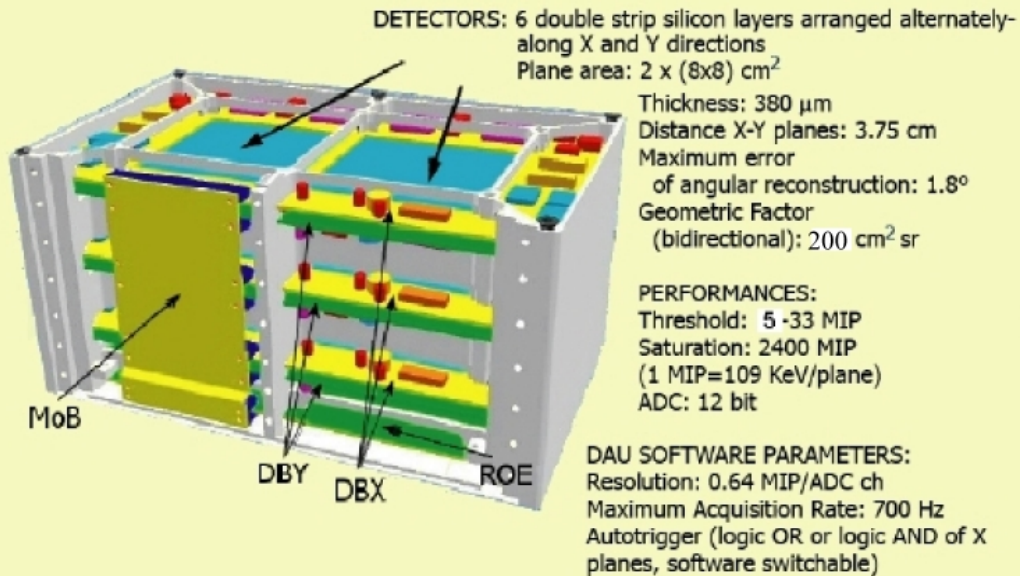 DETECTORS: 6 double strip silicon layers arranged alternately-
along X and Y directions
Plane area: 2 x (8x8) cm²
Thickness: 380 µm
Distance X-Y planes: 3.75 cm
Maximum error
of angular reconstruction: 1.8º
Geometric Factor
(bidirectional): 200 cm² sr
PERFORMANCES:
Threshold: 5-33 MIP
Saturation: 2400 MIP
(1 MIP=109 KeV/plane)
ADC: 12 bit
MoB
DBY
DBX
ROE
DAU SOFTWARE PARAMETERS:
Resolution: 0.64 MIP/ADC ch
Maximum Acquisition Rate: 700 Hz
Autotrigger (logic OR or logic AND of X
planes, software switchable)